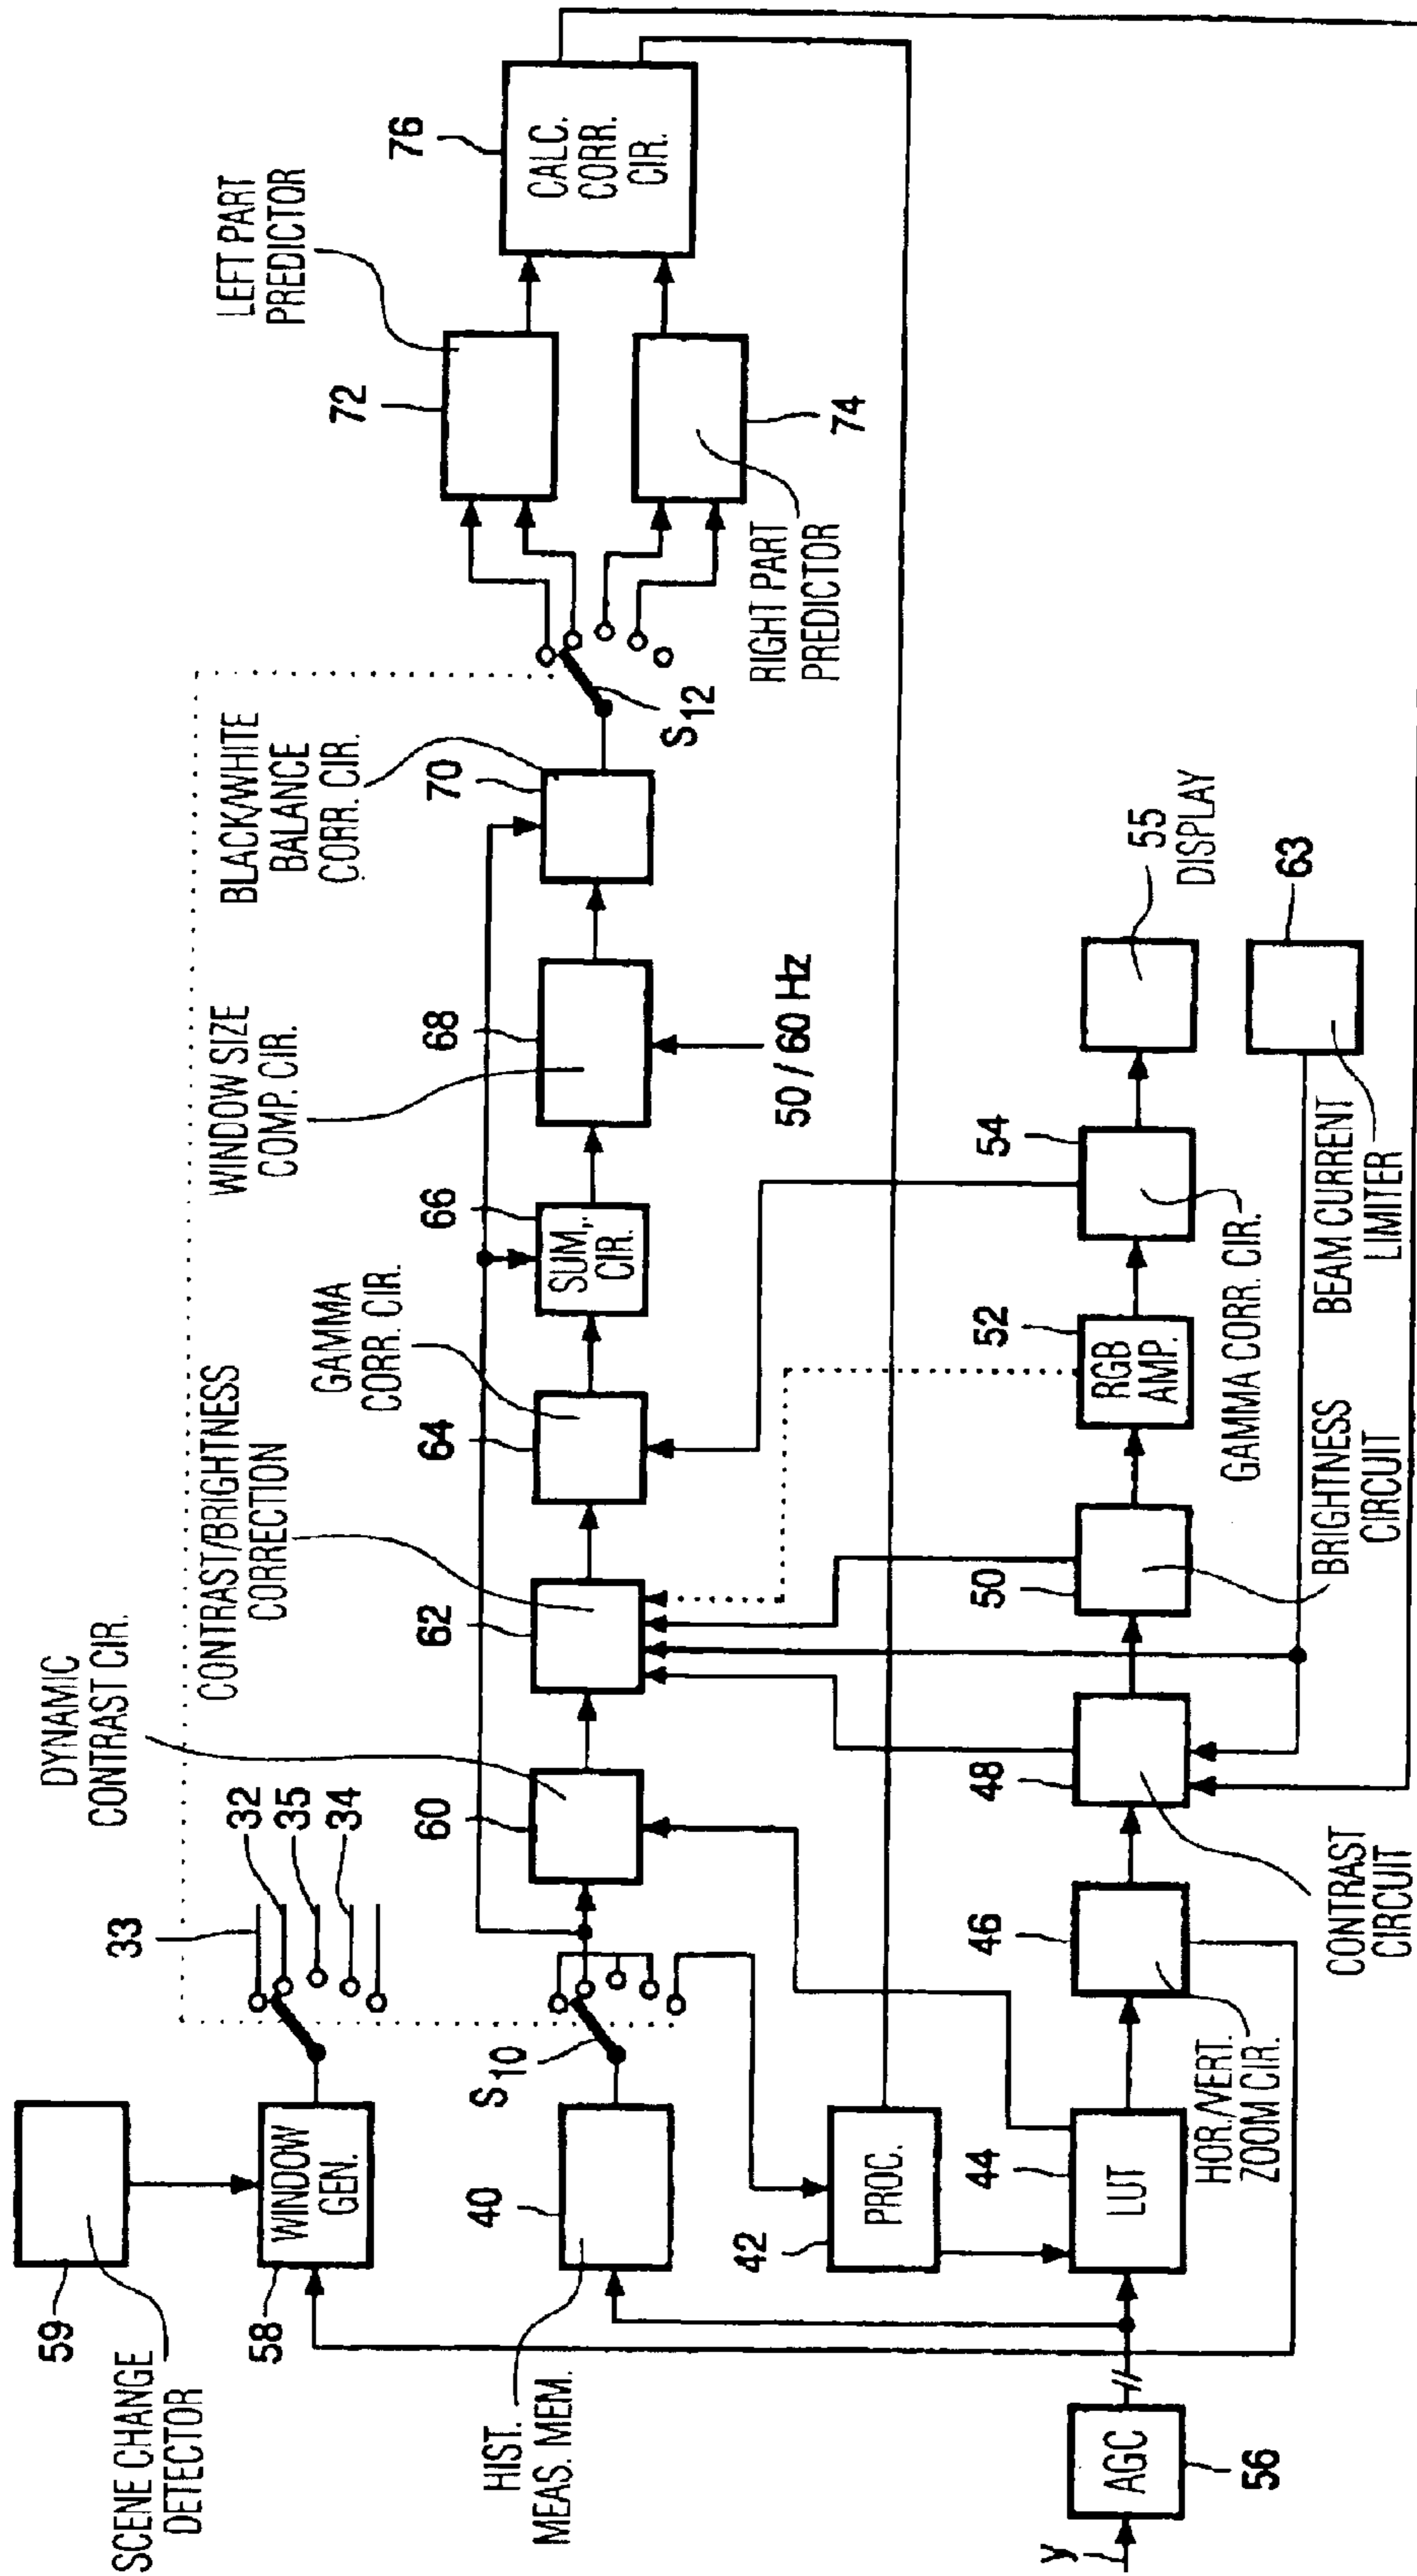 SCENE CHANGE
DETECTOR
59
WINDOW
GEN.
58
33
32
35
34
DYNAMIC
CONTRAST CIR.
60
CONTRAST/BRIGHTNESS
CORRECTION
62
GAMMA
CORR. CIR.
64
66
SUM,
CIR.
WINDOW SIZE
COMP. CIR.
68
50 / 60 Hz
BLACK/WHITE
BALANCE
CORR. CIR.
70
S12
LEFT PART
PREDICTOR
72
74
RIGHT PART
PREDICTOR
76
CALC.
CORR.
CIR.
HIST.
MEAS. MEM.
40
S10
42
PROC.
44
LUT
Y
AGC
56
HOR./VERT.
ZOOM CIR.
46
CONTRAST
CIRCUIT
48
BRIGHTNESS
CIRCUIT
50
52
RGB
AMP.
GAMMA CORR. CIR.
54
55
DISPLAY
BEAM CURRENT
LIMITER
63